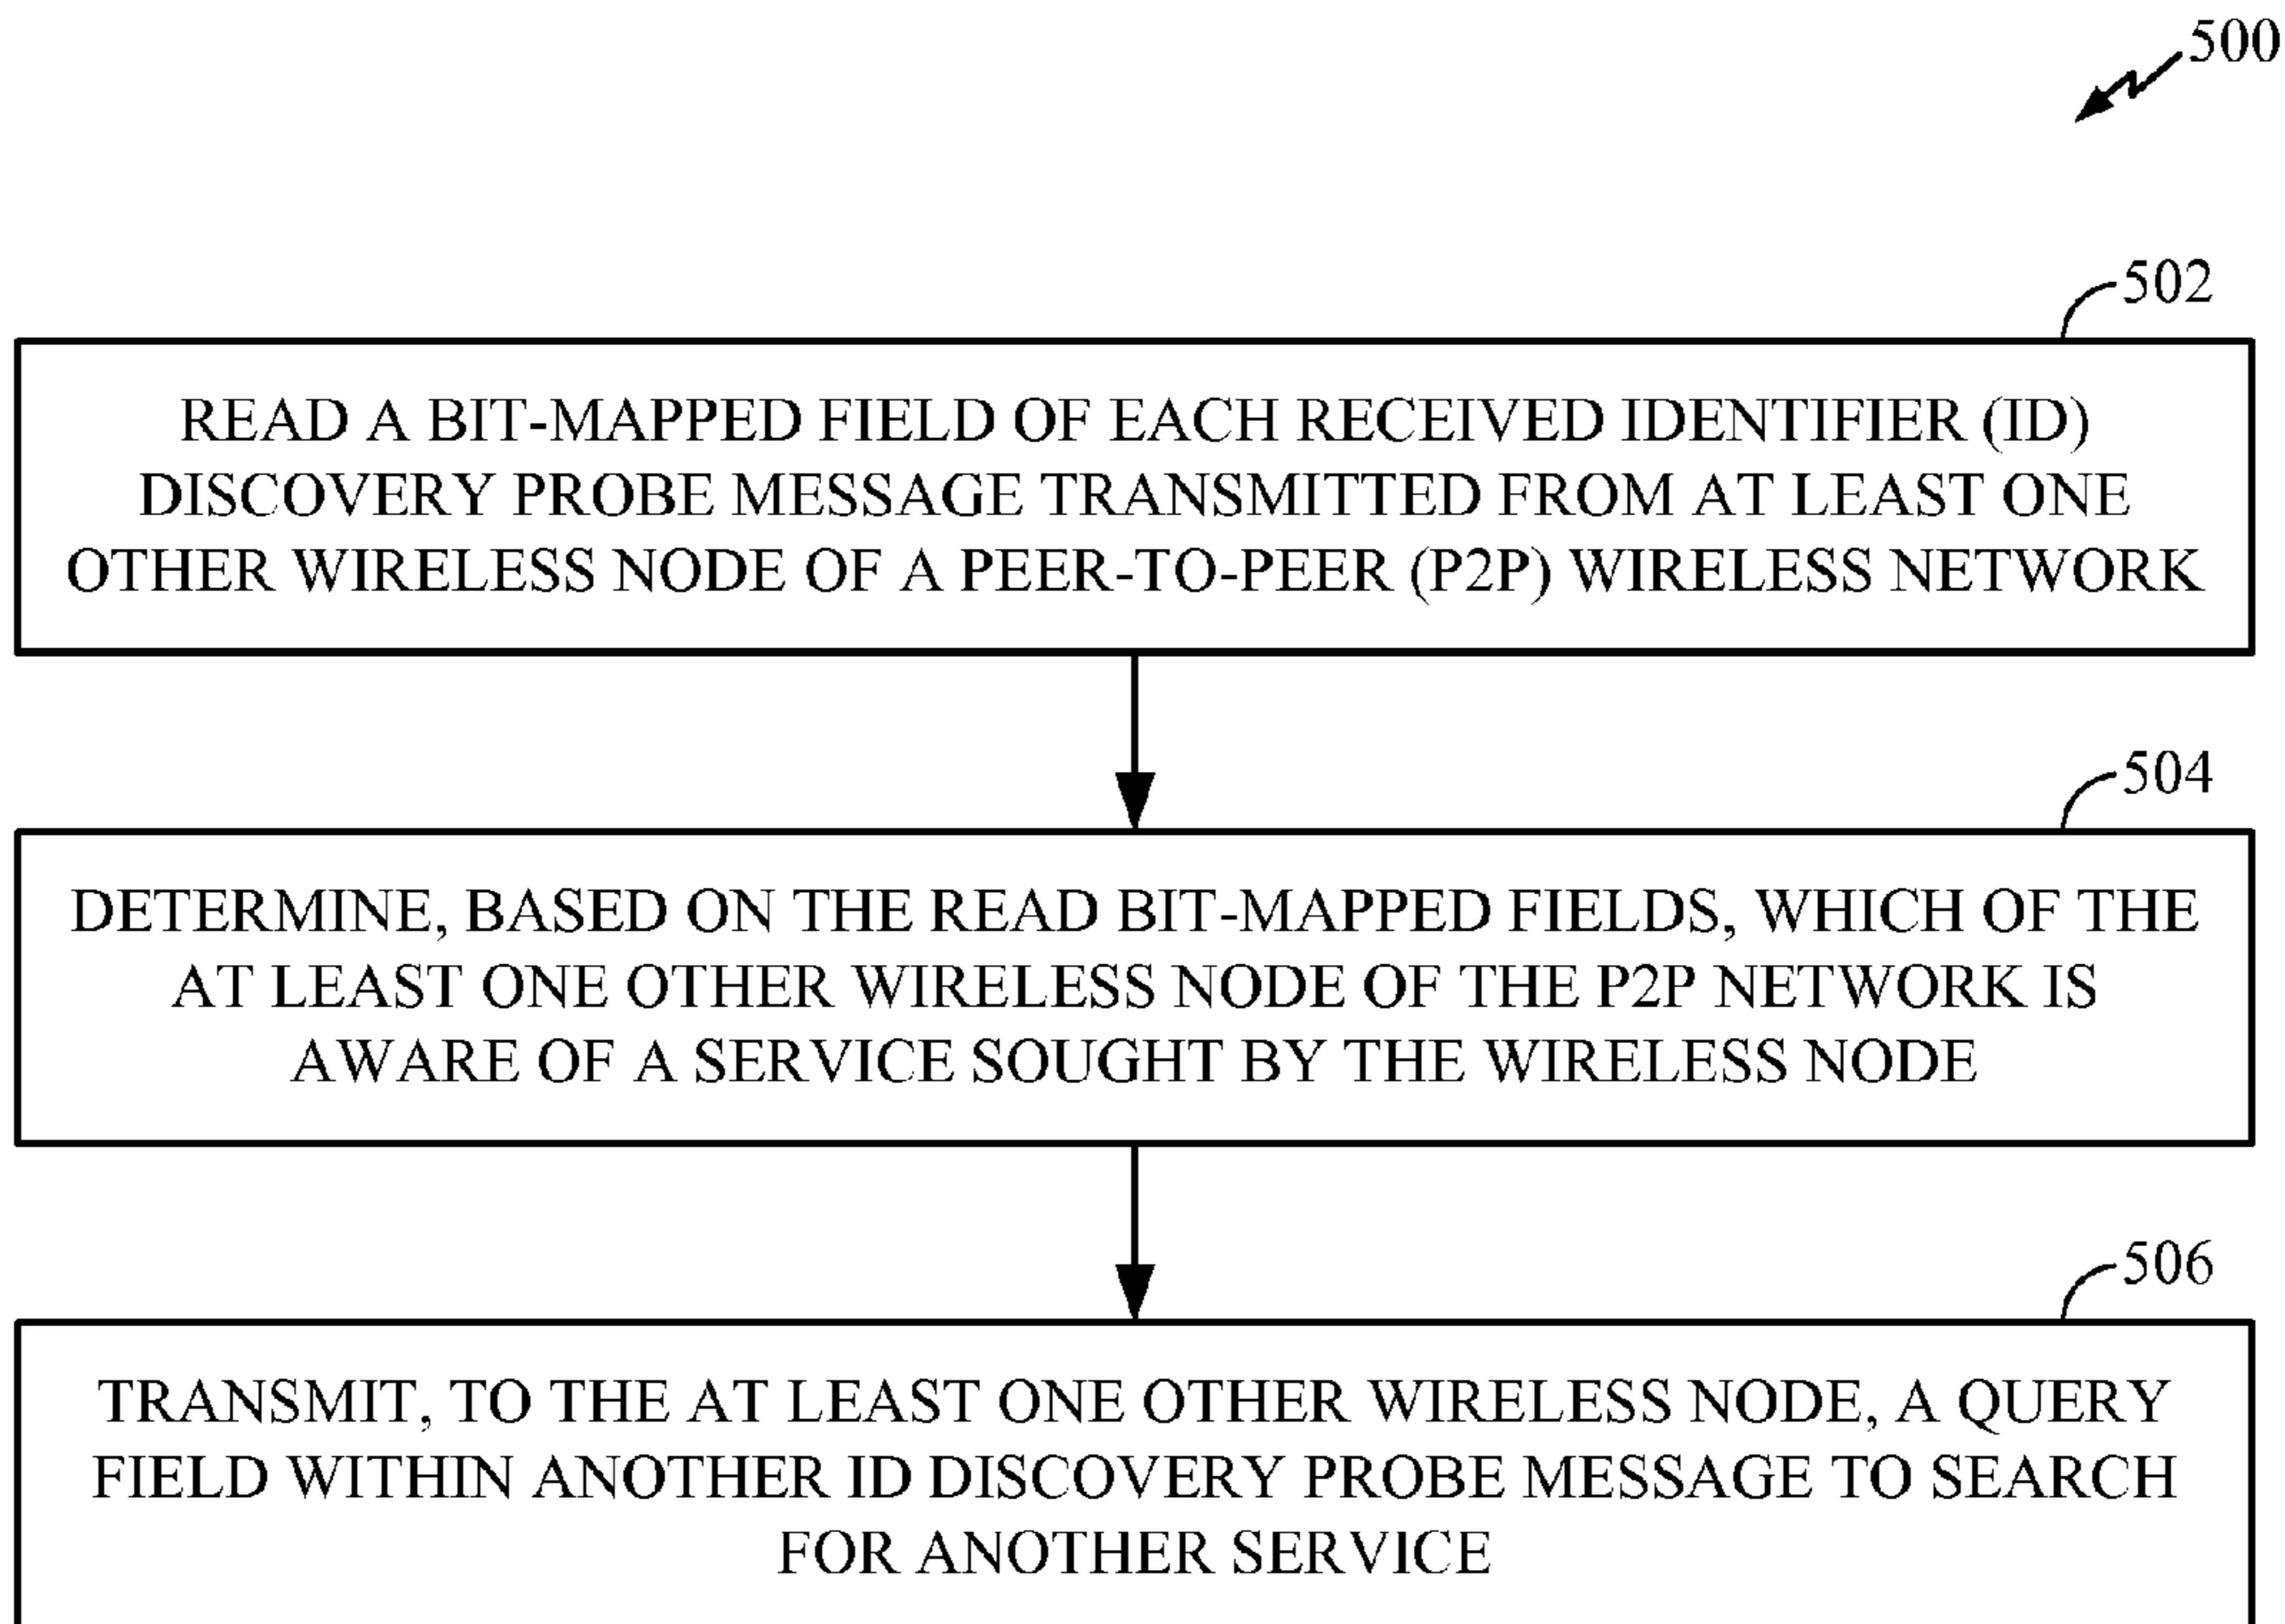 500
502
READ A BIT-MAPPED FIELD OF EACH RECEIVED IDENTIFIER (ID)
DISCOVERY PROBE MESSAGE TRANSMITTED FROM AT LEAST ONE
OTHER WIRELESS NODE OF A PEER-TO-PEER (P2P) WIRELESS NETWORK
504
DETERMINE, BASED ON THE READ BIT-MAPPED FIELDS, WHICH OF THE
AT LEAST ONE OTHER WIRELESS NODE OF THE P2P NETWORK IS
AWARE OF A SERVICE SOUGHT BY THE WIRELESS NODE
506
TRANSMIT, TO THE AT LEAST ONE OTHER WIRELESS NODE, A QUERY
FIELD WITHIN ANOTHER ID DISCOVERY PROBE MESSAGE TO SEARCH
FOR ANOTHER SERVICE